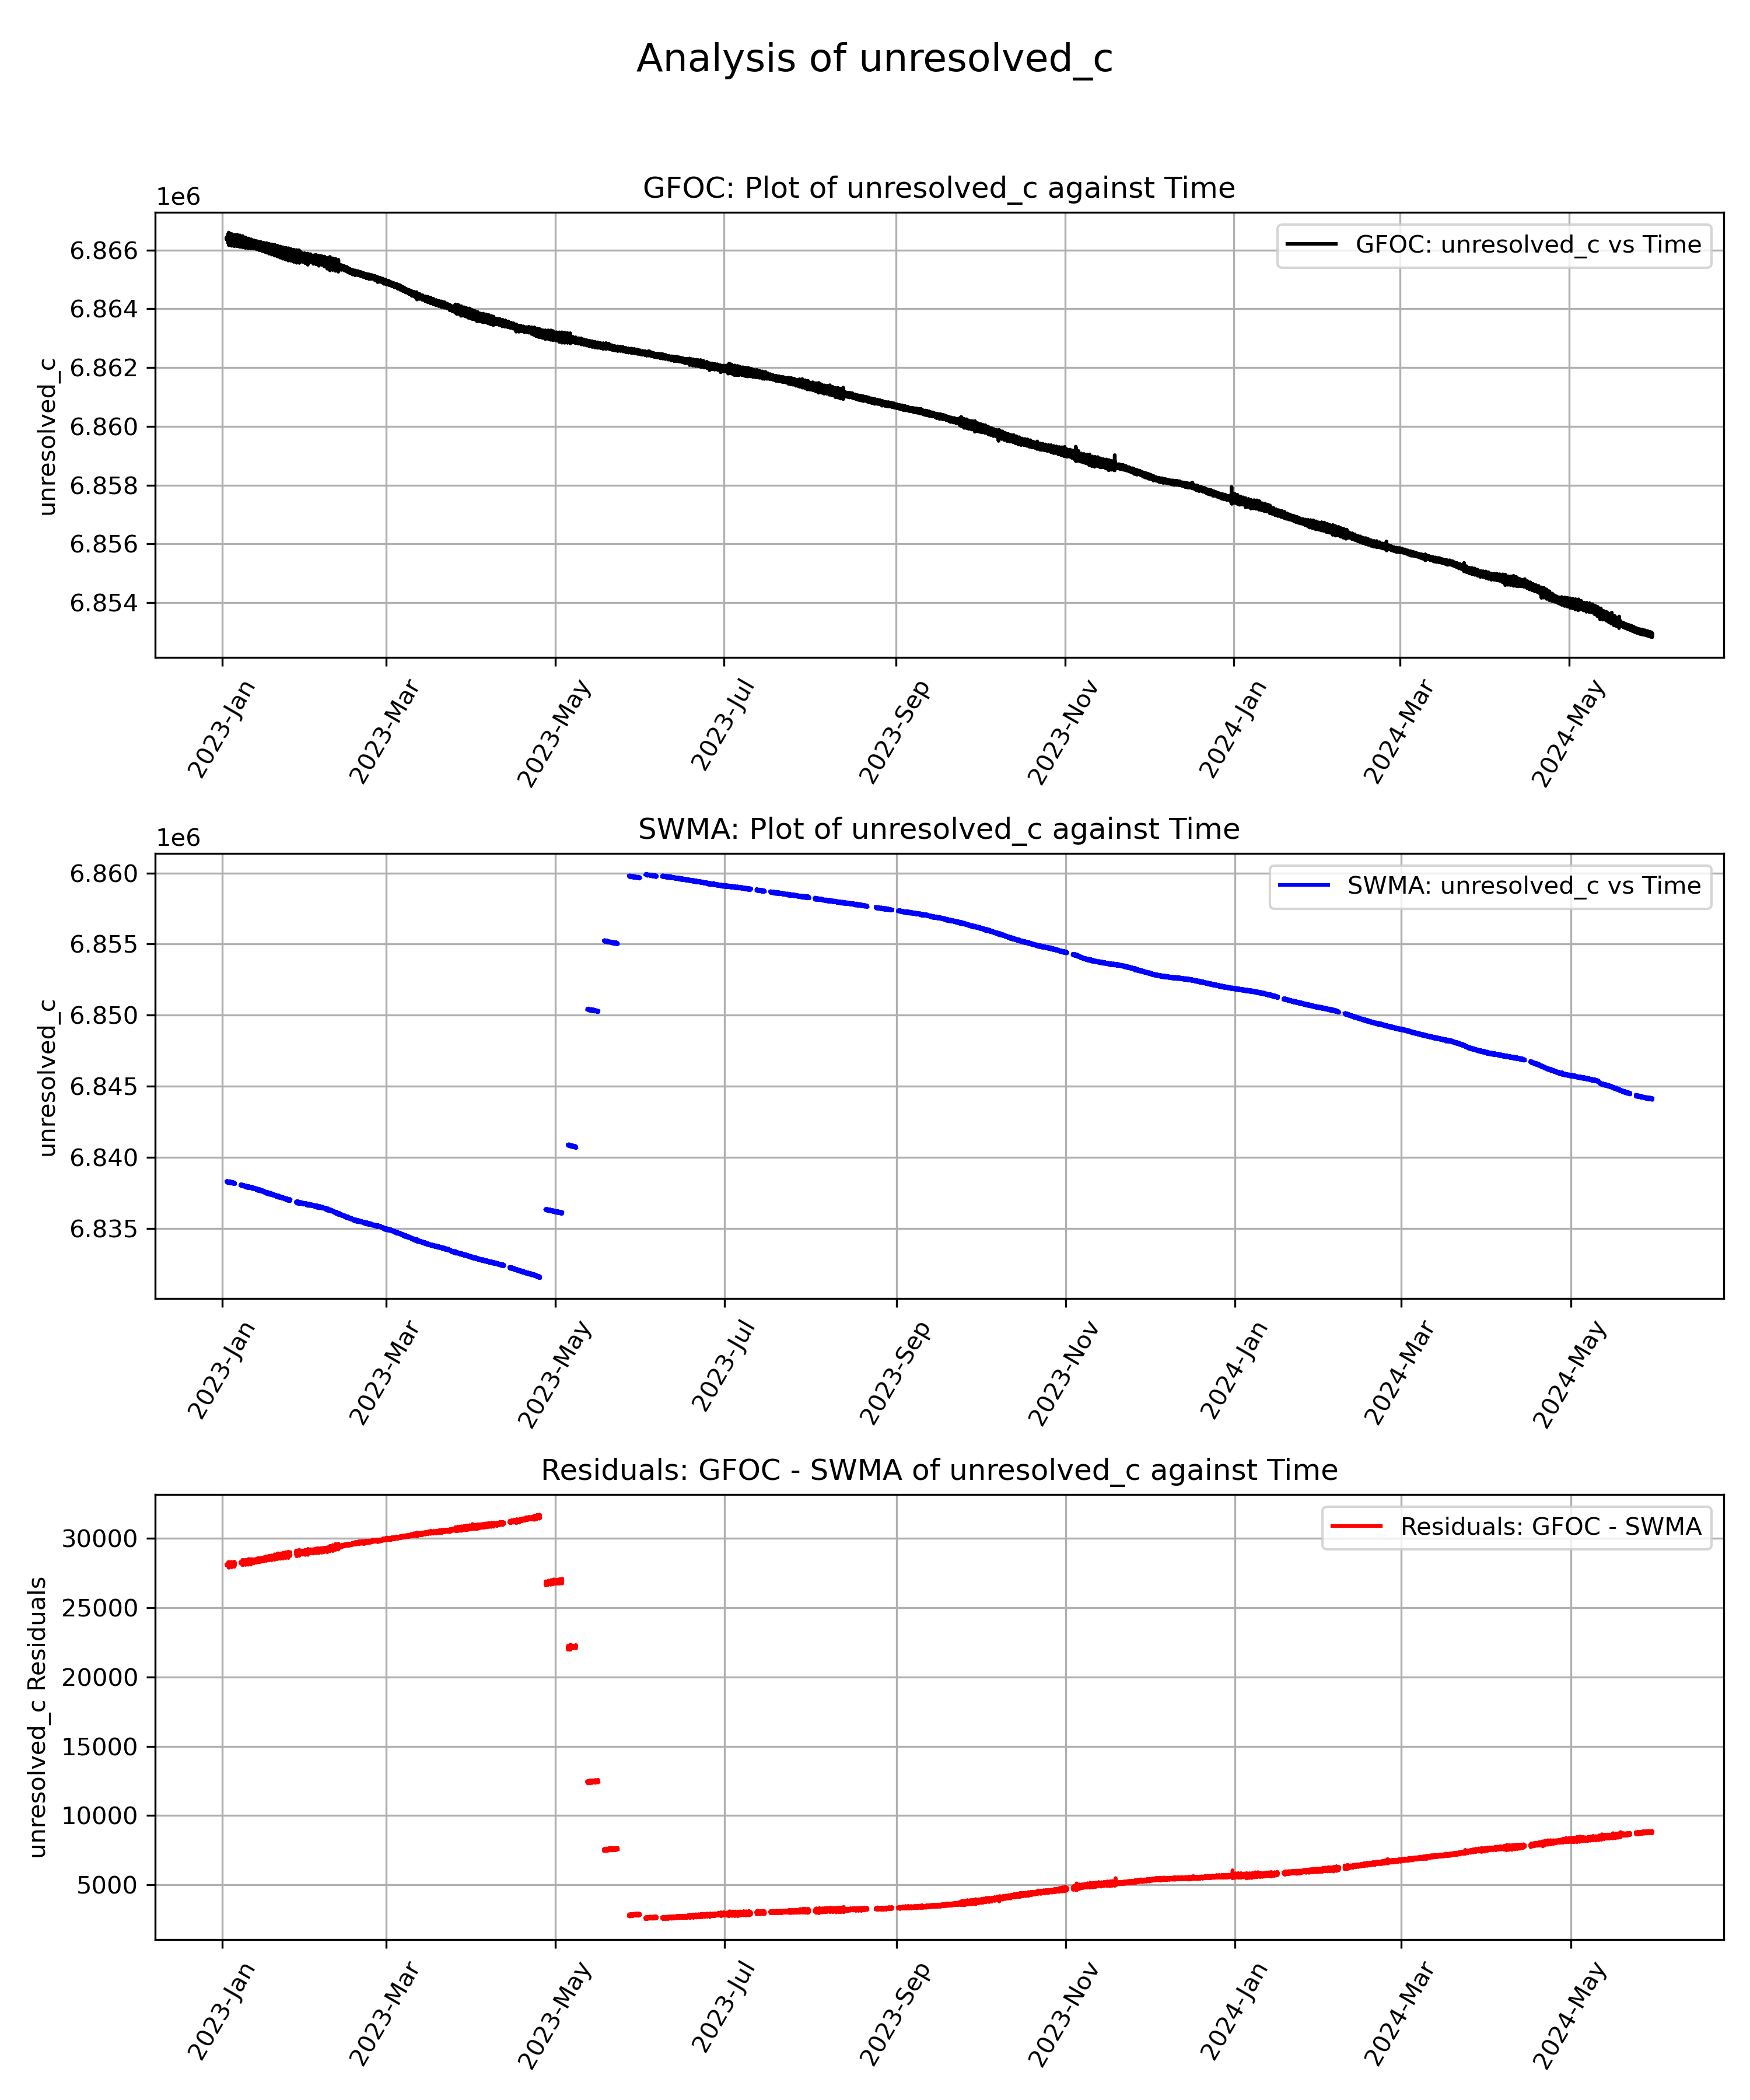 Analysis of unresolved_c
GFOC: Plot of unresolved_c against Time
1e6
GFOC: unresolved_c vs Time
unresolved_c
6.866
6.864
6.862
6.860
6.858
6.856
6.854
2023-Jan
2023-Mar
2023-May
2023-Jul
2023-Sep
2023-Nov
2024-Jan
2024-Mar
2024-May
SWMA: Plot of unresolved_c against Time
1e6
SWMA: unresolved_c vs Time
unresolved_c
6.860
6.855
6.850
6.845
6.840
6.835
2023-Jan
2023-Mar
2023-May
2023-Jul
2023-Sep
2023-Nov
2024-Jan
2024-Mar
2024-May
Residuals: GFOC - SWMA of unresolved_c against Time
Residuals: GFOC - SWMA
unresolved_c Residuals
30000
25000
20000
15000
10000
5000
2023-Jan
2023-Mar
2023-May
2023-Jul
2023-Sep
2023-Nov
2024-Jan
2024-Mar
2024-May